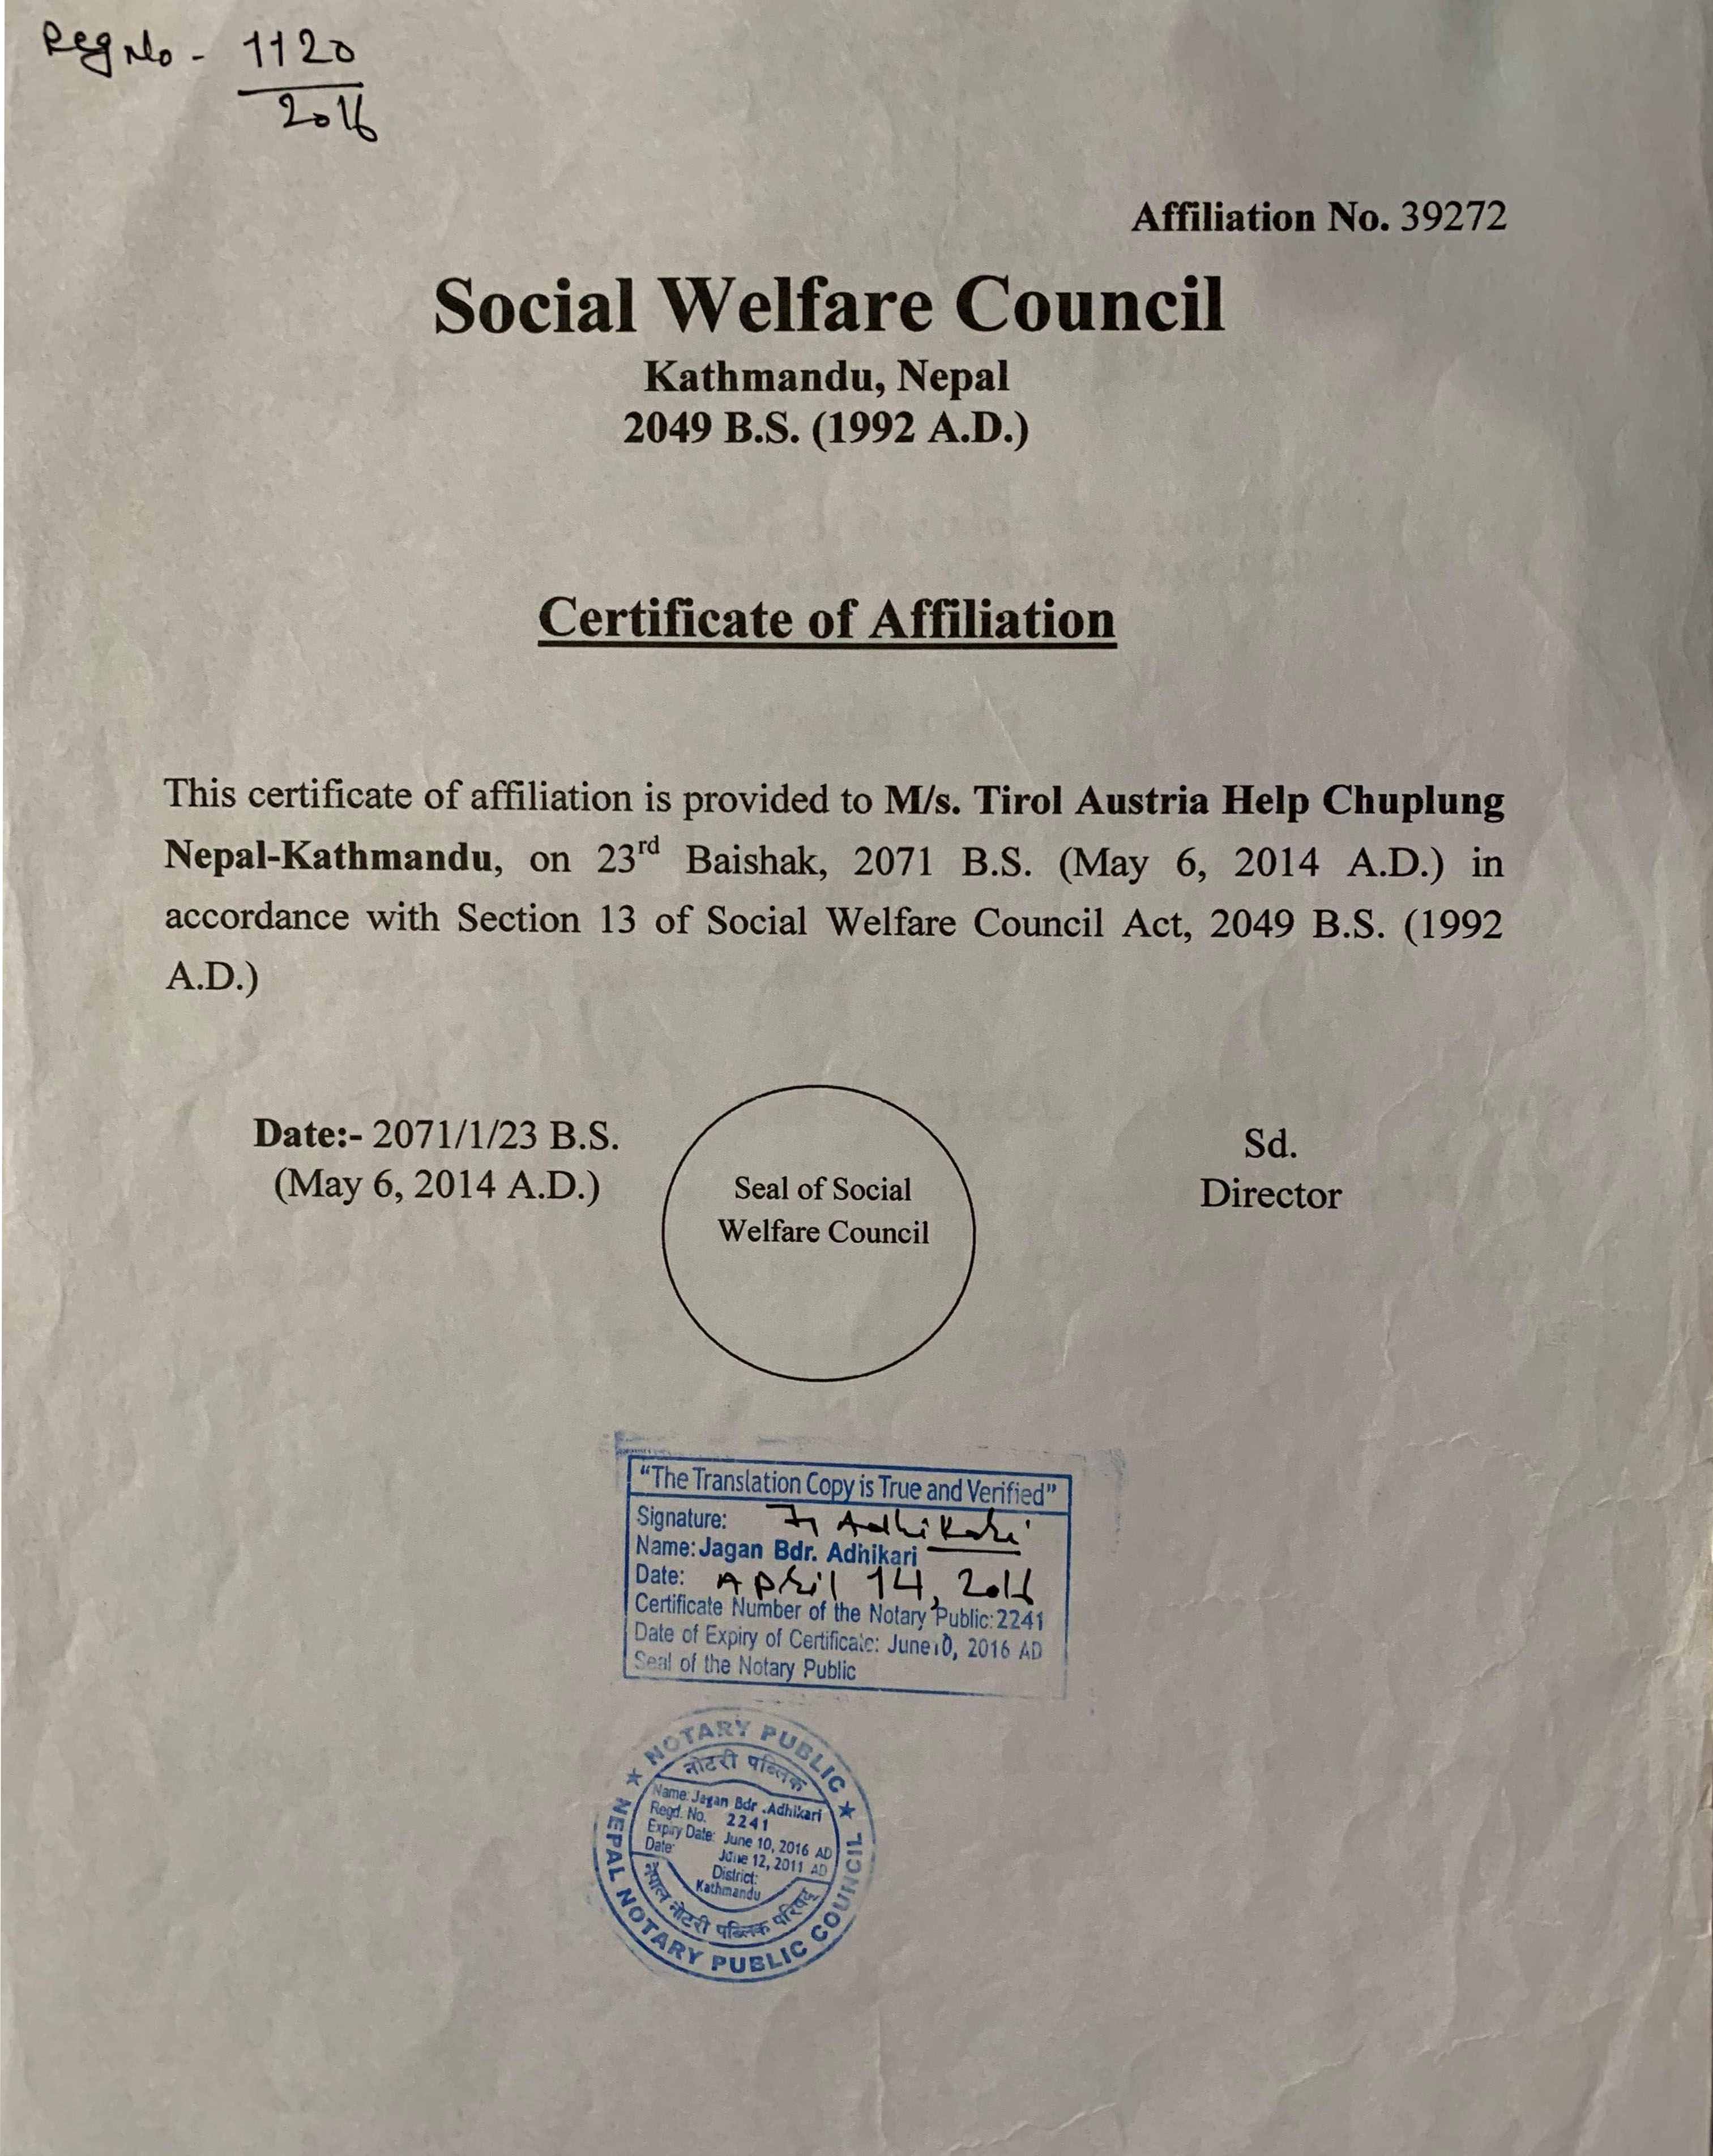 Reg No - 1120
2016
Affiliation No. 39272
Social Welfare Council
Kathmandu, Nepal
2049 B.S. (1992 A.D.)
Certificate of Affiliation
This certificate of affiliation is provided to M/s. Tirol Austria Help Chuplung
Nepal-Kathmandu, on 23rd Baishak, 2071 B.S. (May 6, 2014 A.D.) in
accordance with Section 13 of Social Welfare Council Act, 2049 B.S. (1992
A.D.)
Date:- 2071/1/23 B.S.
(May 6, 2014 A.D.)
Seal of Social
Welfare Council
Sd.
Director
"The Translation Copy is True and Verified"
Signature: Adhikari
Name: Jagan Bdr. Adhikari
Date: April 14, 2016
Certificate Number of the Notary Public: 2241
Date of Expiry of Certificate: June 10, 2016 AD
Seal of the Notary Public
★ NOTARY PUBLIC ★
नोटरी पब्लिक
Name: Jagan Bdr .Adhikari
Regd. No. 2241
Expiry Date: June 10, 2016 AD
Date: June 12, 2011 AD
District:
Kathmandu
नेपाल नोटरी पब्लिक परिषद्
NEPAL NOTARY PUBLIC COUNCIL